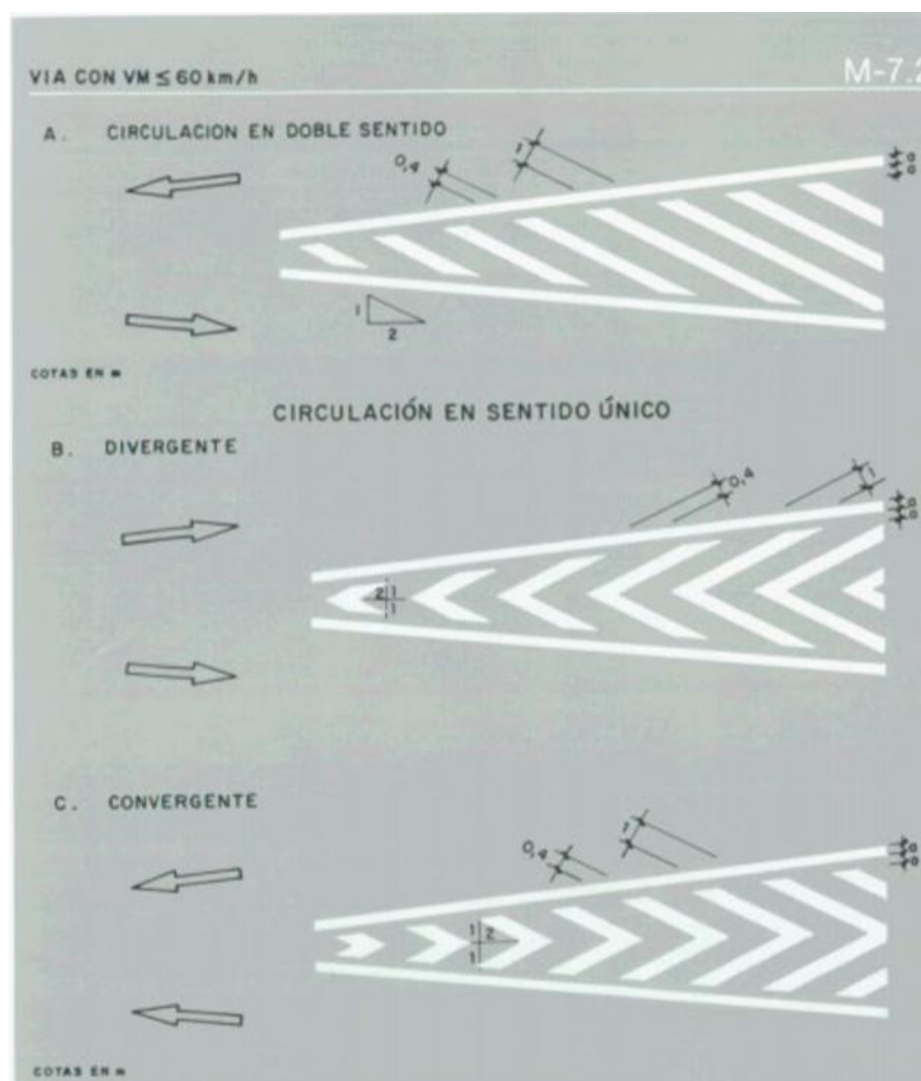 VIA CON VM ≤ 60 km/h
M-7.2
A. CIRCULACION EN DOBLE SENTIDO
0,4
1
1
2
COTAS EN m
CIRCULACIÓN EN SENTIDO ÚNICO
B. DIVERGENTE
0,4
1
2 1
1
C. CONVERGENTE
0,4
1
1 2
1
COTAS EN m